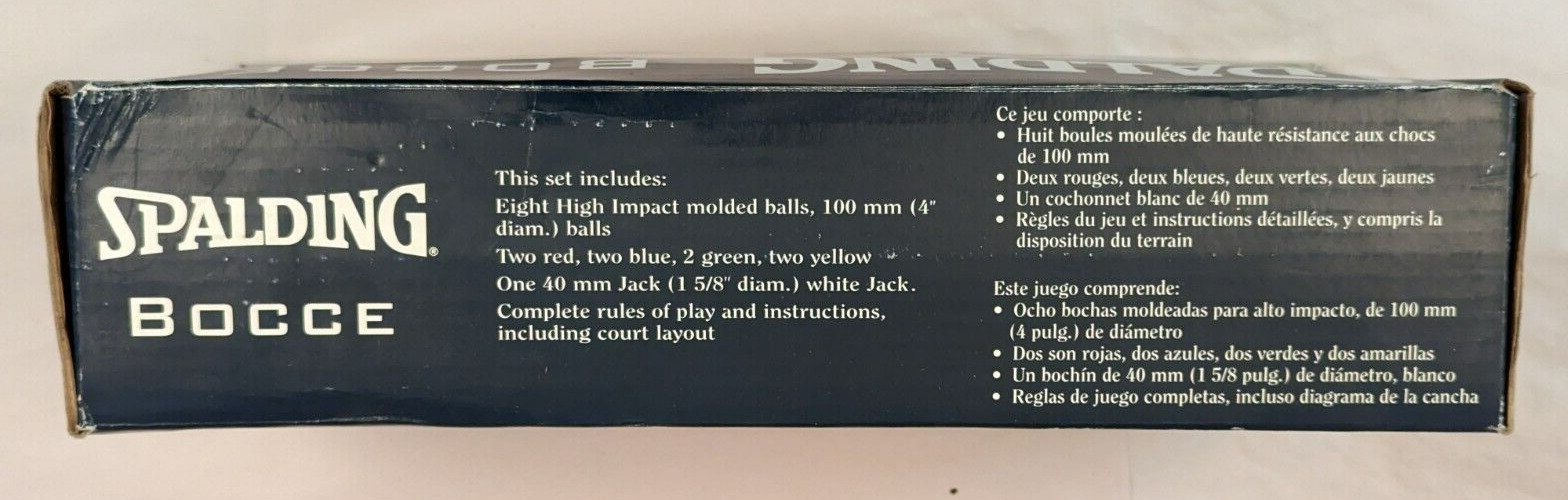 BOCCE SPALDING
SPALDING®
BOCCE
This set includes:
Eight High Impact molded balls, 100 mm (4"
diam.) balls
Two red, two blue, 2 green, two yellow
One 40 mm Jack (1 5/8" diam.) white Jack.
Complete rules of play and instructions,
including court layout
Ce jeu comporte :
• Huit boules moulées de haute résistance aux chocs
de 100 mm
• Deux rouges, deux bleues, deux vertes, deux jaunes
• Un cochonnet blanc de 40 mm
• Règles du jeu et instructions détaillées, y compris la
disposition du terrain
Este juego comprende:
• Ocho bochas moldeadas para alto impacto, de 100 mm
(4 pulg.) de diámetro
• Dos son rojas, dos azules, dos verdes y dos amarillas
• Un bochín de 40 mm (1 5/8 pulg.) de diámetro, blanco
• Reglas de juego completas, incluso diagrama de la cancha